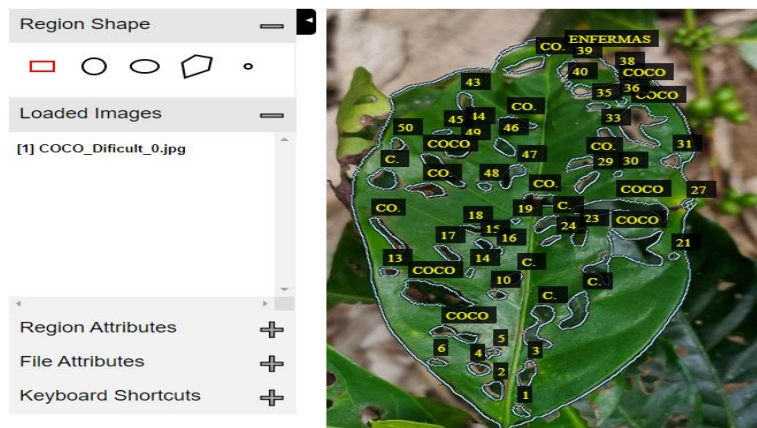 Region Shape
Loaded Images
[1] COCO_Dificult_0.jpg
Region Attributes
File Attributes
Keyboard Shortcuts
CO. ENFERMAS
39
38
40 COCO
43 35 36 COCO
CO.
45 44 33
50 49 46
COCO CO. 31
C. 47 29 30
CO. 48 CO. COCO 27
CO. 19 C.
18 23 COCO
17 15 16 24 21
13 14 C.
COCO 10 C.
C.
COCO
5
6 4 3
2
1